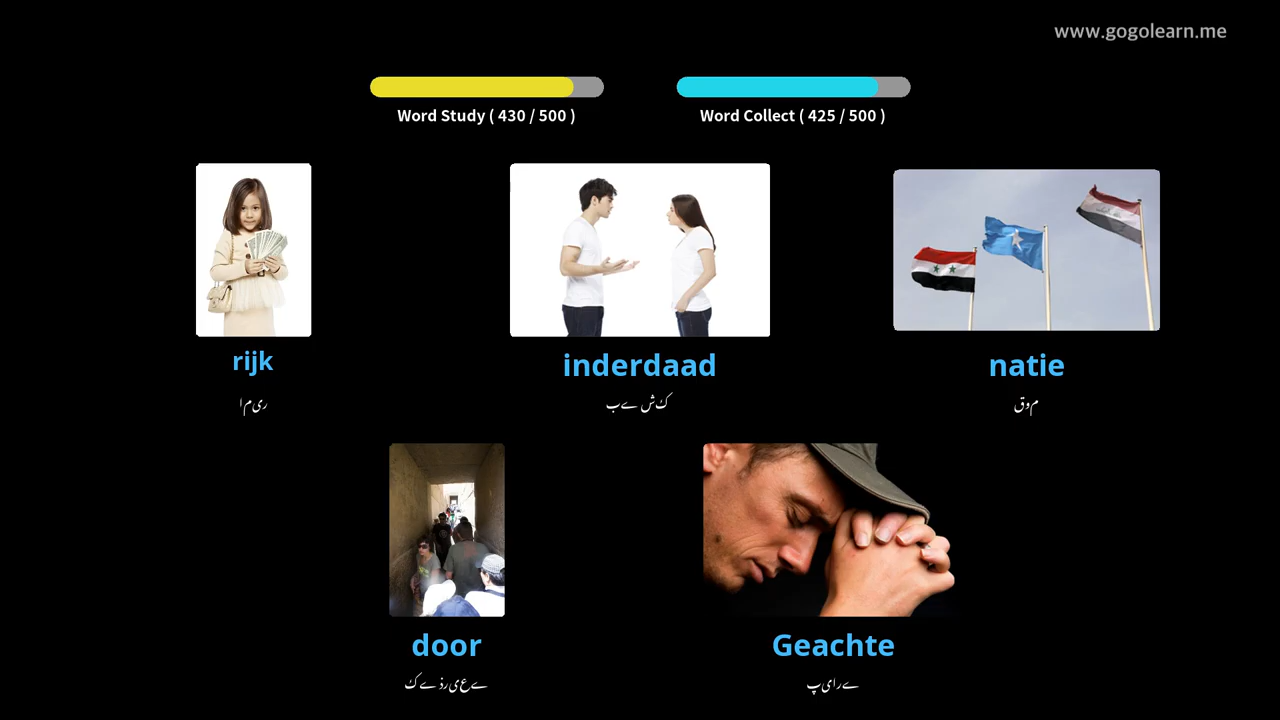 www.gogolearn.me
Word Study ( 430 / 500 )
Word Collect ( 425 / 500 )
rijk
inderdaad
natie
امیر
بے شک
قوم
door
Geachte
کے ذریعے
پیارے